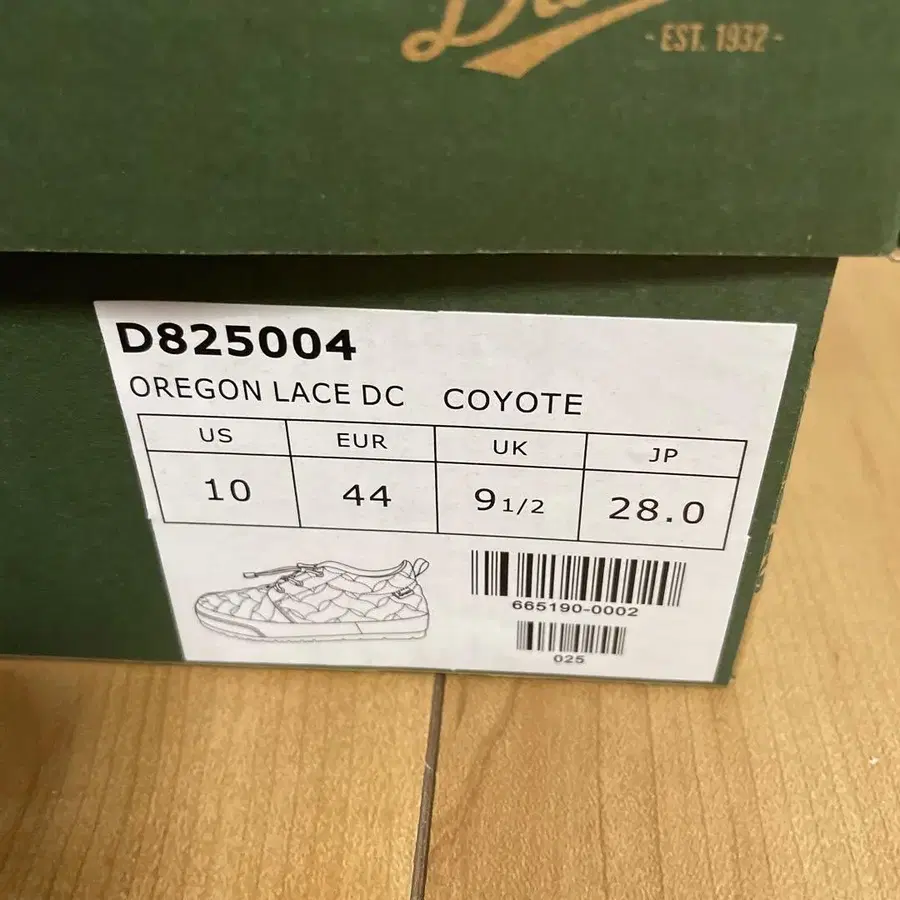 - EST. 1932 -
D825004
OREGON LACE DC COYOTE
US EUR UK JP
10 44 9 1/2 28.0
665190-0002
025